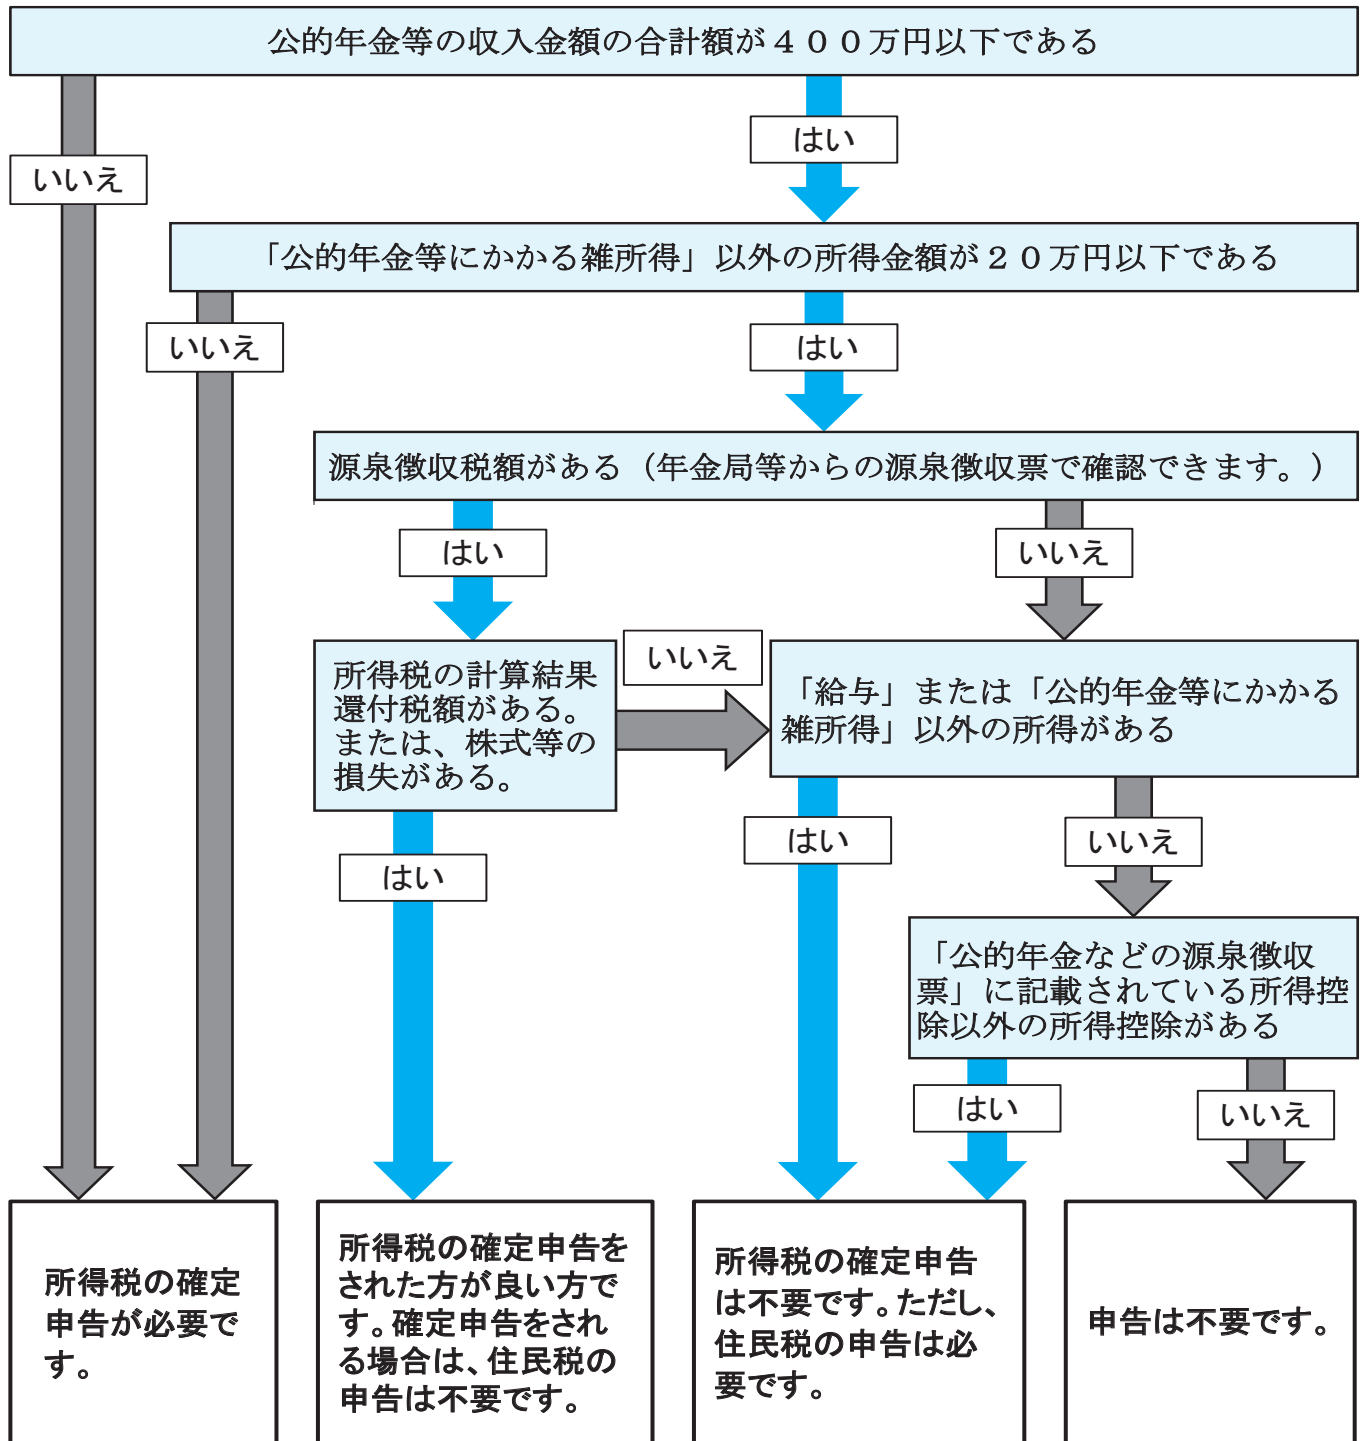 公的年金等の収入金額の合計額が４００万円以下である
はい
いいえ
「公的年金等にかかる雑所得」以外の所得金額が２０万円以下である
いいえ
はい
源泉徴収税額がある（年金局等からの源泉徴収票で確認できます。）
はい
いいえ
所得税の計算結果
還付税額がある。
または、株式等の
損失がある。
いいえ
「給与」または「公的年金等にかかる
雑所得」以外の所得がある
はい
はい
いいえ
「公的年金などの源泉徴収
票」に記載されている所得控
除以外の所得控除がある
はい
いいえ
所得税の確定
申告が必要で
す。
所得税の確定申告を
された方が良い方で
す。確定申告をされ
る場合は、住民税の
申告は不要です。
所得税の確定申告
は不要です。ただし、
住民税の申告は必
要です。
申告は不要です。